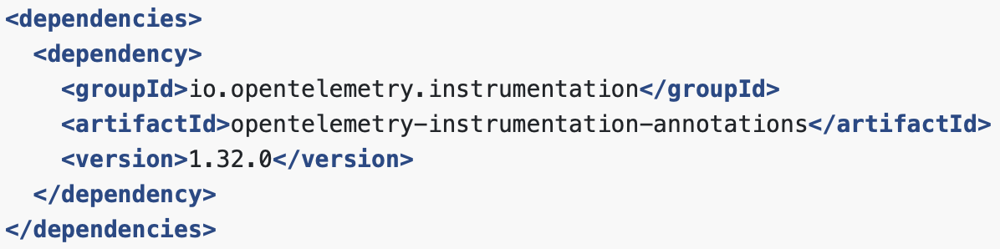 <dependencies>
  <dependency>
    <groupId>io.opentelemetry.instrumentation</groupId>
    <artifactId>opentelemetry-instrumentation-annotations</artifactId>
    <version>1.32.0</version>
  </dependency>
</dependencies>